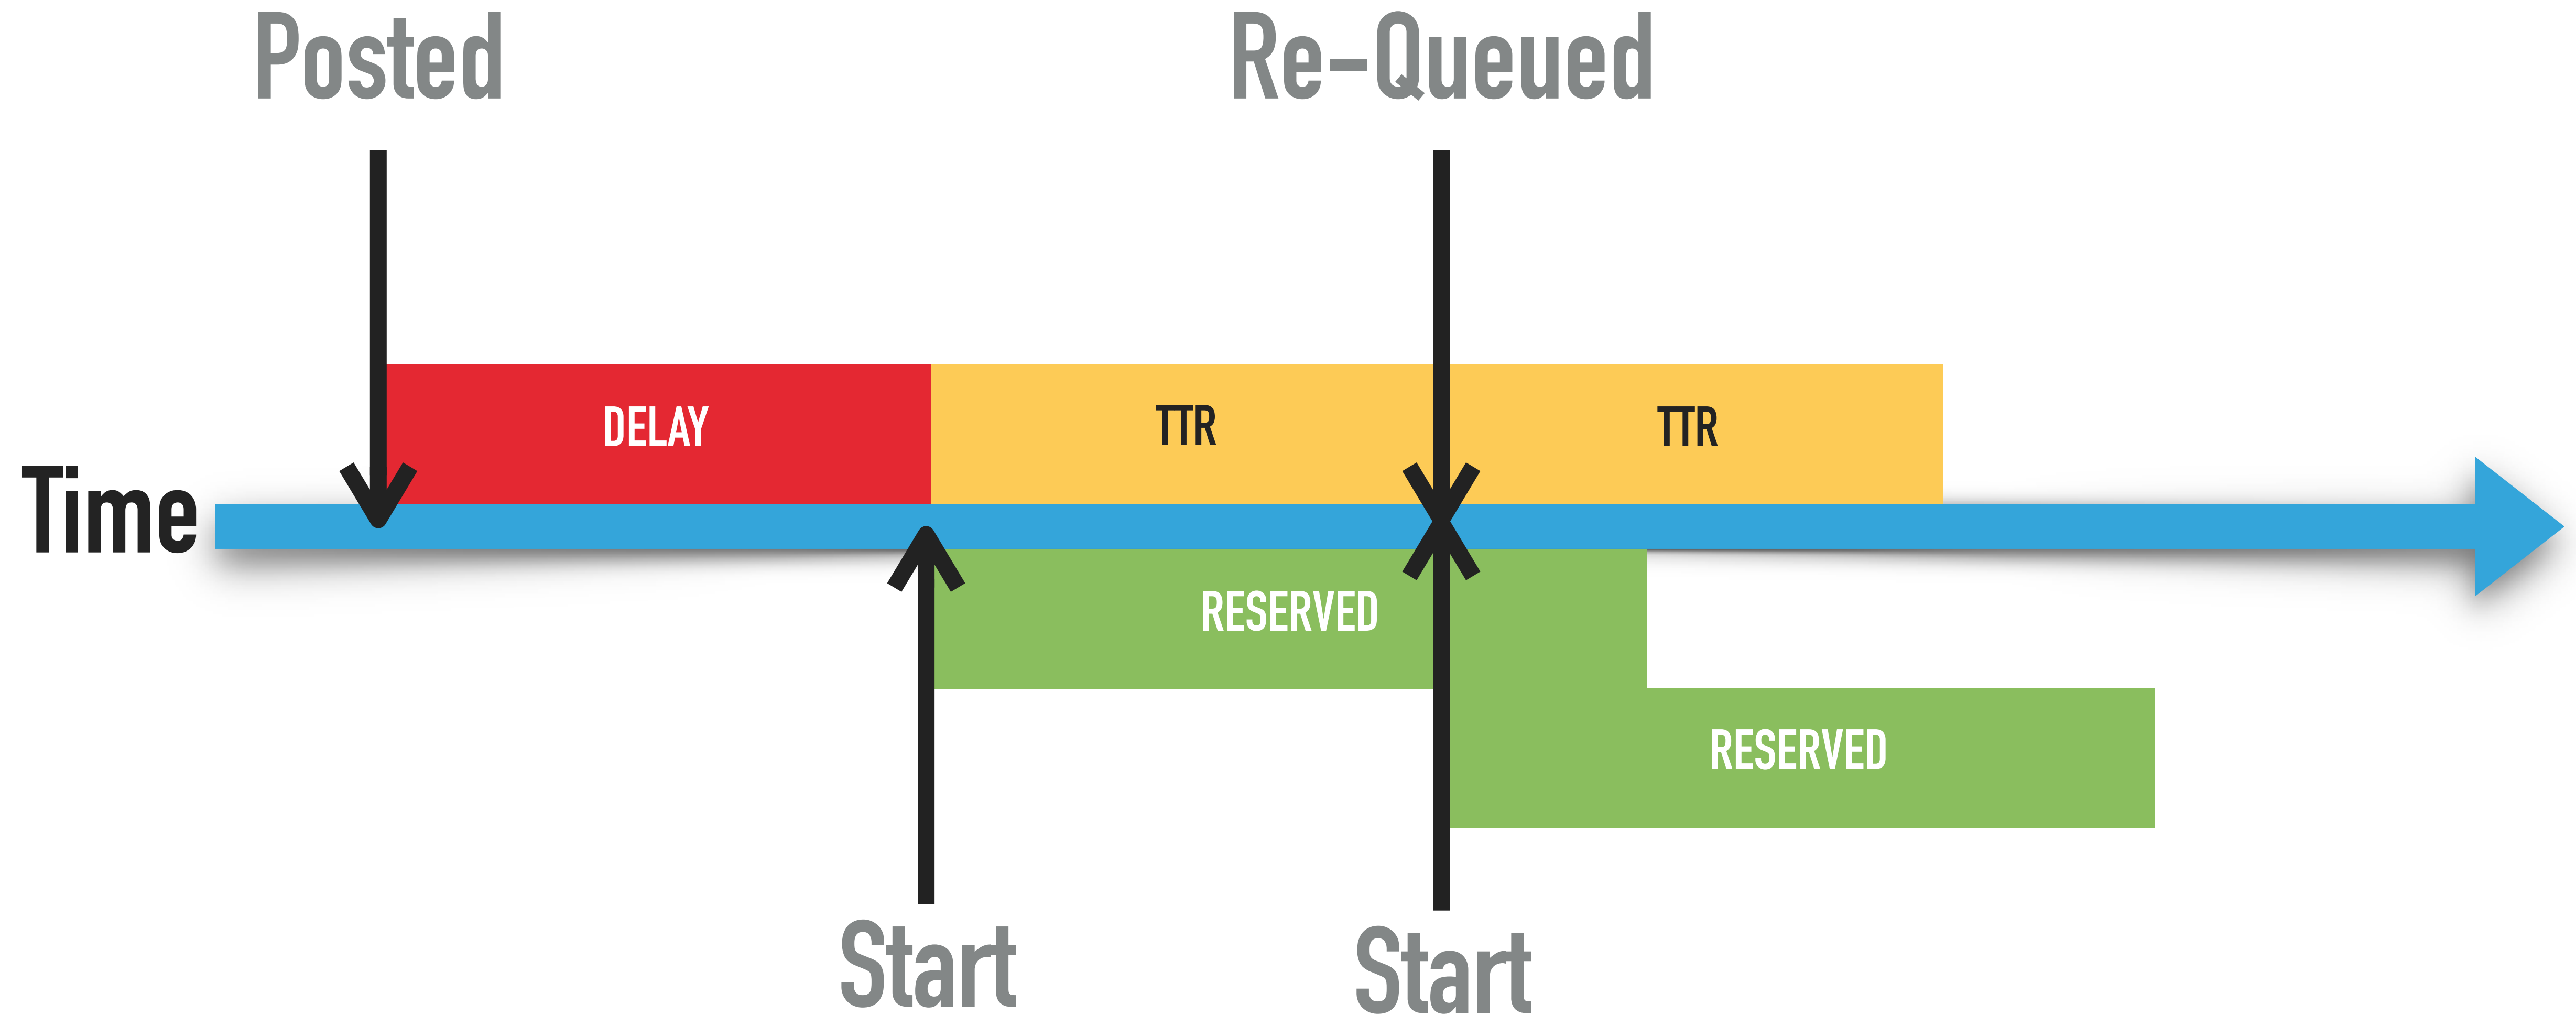 Posted
Re-Queued
DELAY
TTR
TTR
Time
RESERVED
RESERVED
Start
Start